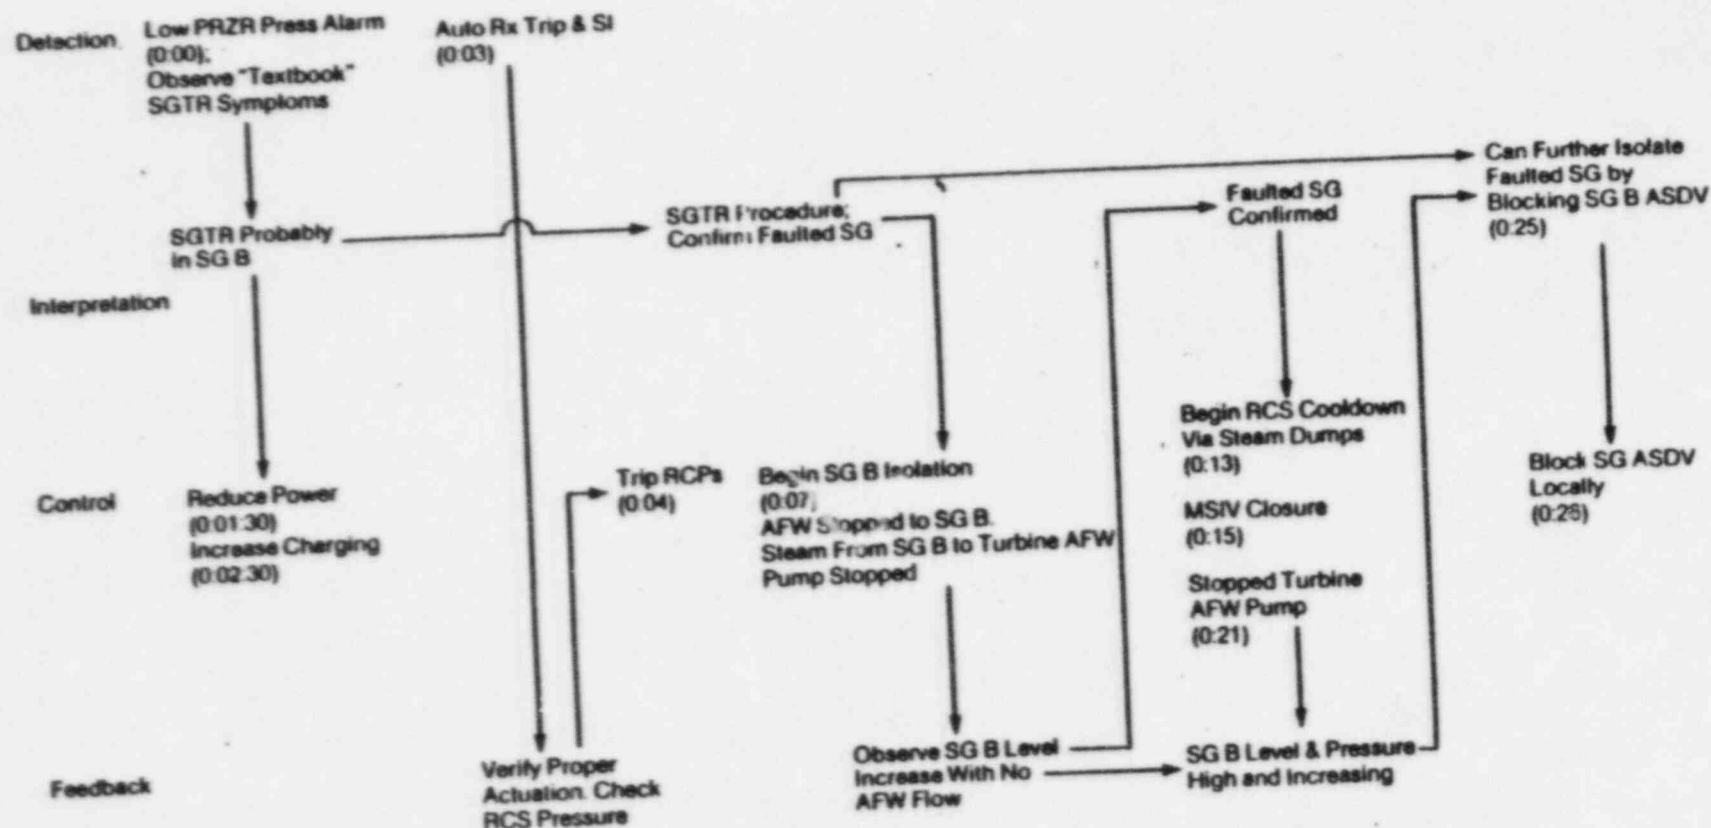 Detection
Low PRZR Press Alarm
(0:00);
Observe "Textbook"
SGTR Symptoms
Auto Rx Trip & SI
(0:03)
SGTR Probably
in SG B
SGTR Procedure;
Confirm Faulted SG
Faulted SG
Confirmed
Can Further Isolate
Faulted SG by
Blocking SG B ASDV
(0:25)
Interpretation
Control
Reduce Power
(0:01:30)
Increase Charging
(0:02:30)
Trip RCPs
(0:04)
Begin SG B Isolation
(0:07)
AFW Stopped to SG B.
Steam From SG B to Turbine AFW
Pump Stopped
Begin RCS Cooldown
Via Steam Dumps
(0:13)
MSIV Closure
(0:15)
Stopped Turbine
AFW Pump
(0:21)
Block SG ASDV
Locally
Feedback
Verify Proper
Actuation. Check
RCS Pressure
Observe SG B Level
Increase With No
AFW Flow
SG B Level & Pressure
High and Increasing